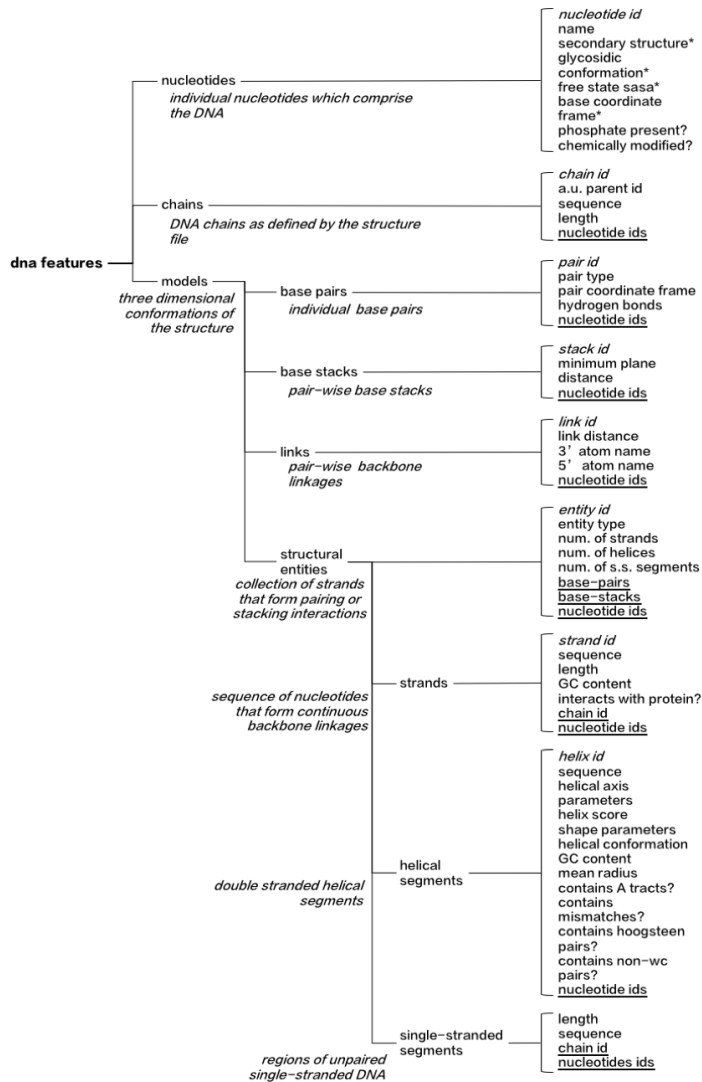 dna features
nucleotides
individual nucleotides which comprise
the DNA
nucleotide id
name
secondary structure*
glycosidic
conformation*
free state sasa*
base coordinate
frame*
phosphate present?
chemically modified?
chains
DNA chains as defined by the structure
file
chain id
a.u. parent id
sequence
length
nucleotide ids
models
three dimensional
conformations of
the structure
base pairs
individual base pairs
pair id
pair type
pair coordinate frame
hydrogen bonds
nucleotide ids
base stacks
pair-wise base stacks
stack id
minimum plane
distance
nucleotide ids
links
pair-wise backbone
linkages
link id
link distance
3’ atom name
5’ atom name
nucleotide ids
structural
entities
collection of strands
that form pairing or
stacking interactions
entity id
entity type
num. of strands
num. of helices
num. of s.s. segments
base-pairs
base-stacks
nucleotide ids
strands
sequence of nucleotides
that form continuous
backbone linkages
strand id
sequence
length
GC content
interacts with protein?
chain id
nucleotide ids
helical
segments
double stranded helical
segments
helix id
sequence
helical axis
parameters
helix score
shape parameters
helical conformation
GC content
mean radius
contains A tracts?
contains
mismatches?
contains hoogsteen
pairs?
contains non-wc
pairs?
nucleotide ids
single-stranded
segments
regions of unpaired
single-stranded DNA
length
sequence
chain id
nucleotides ids